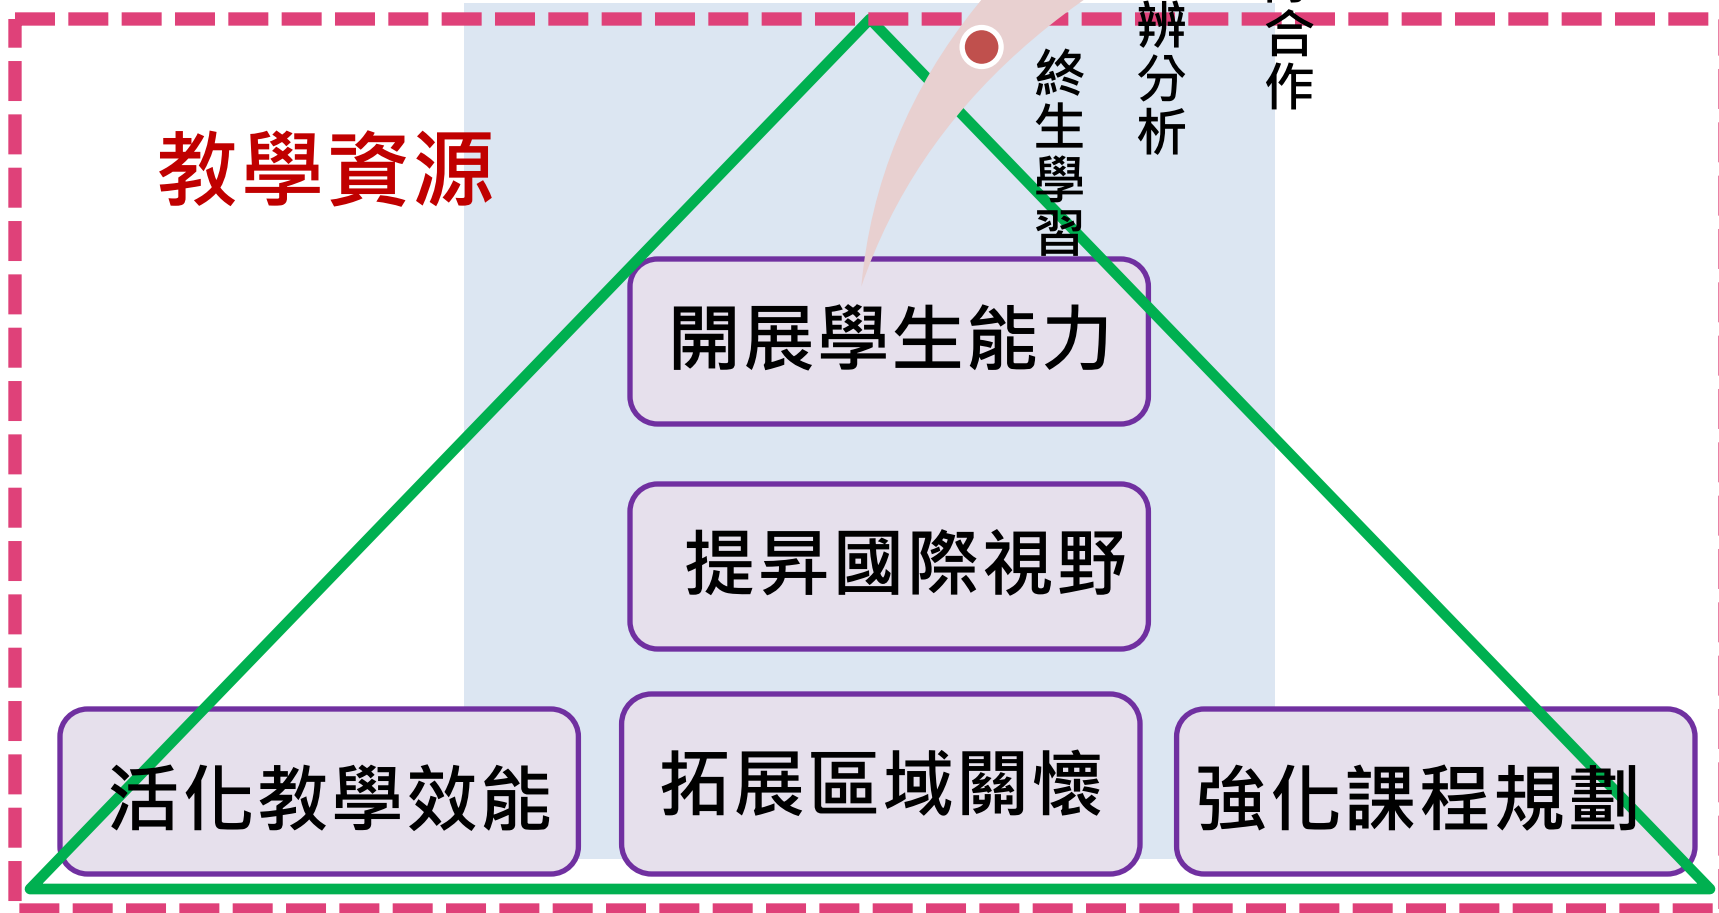 合作
辨分析
終生學習
教學資源
開展學生能力
提昇國際視野
活化教學效能
拓展區域關懷
強化課程規劃